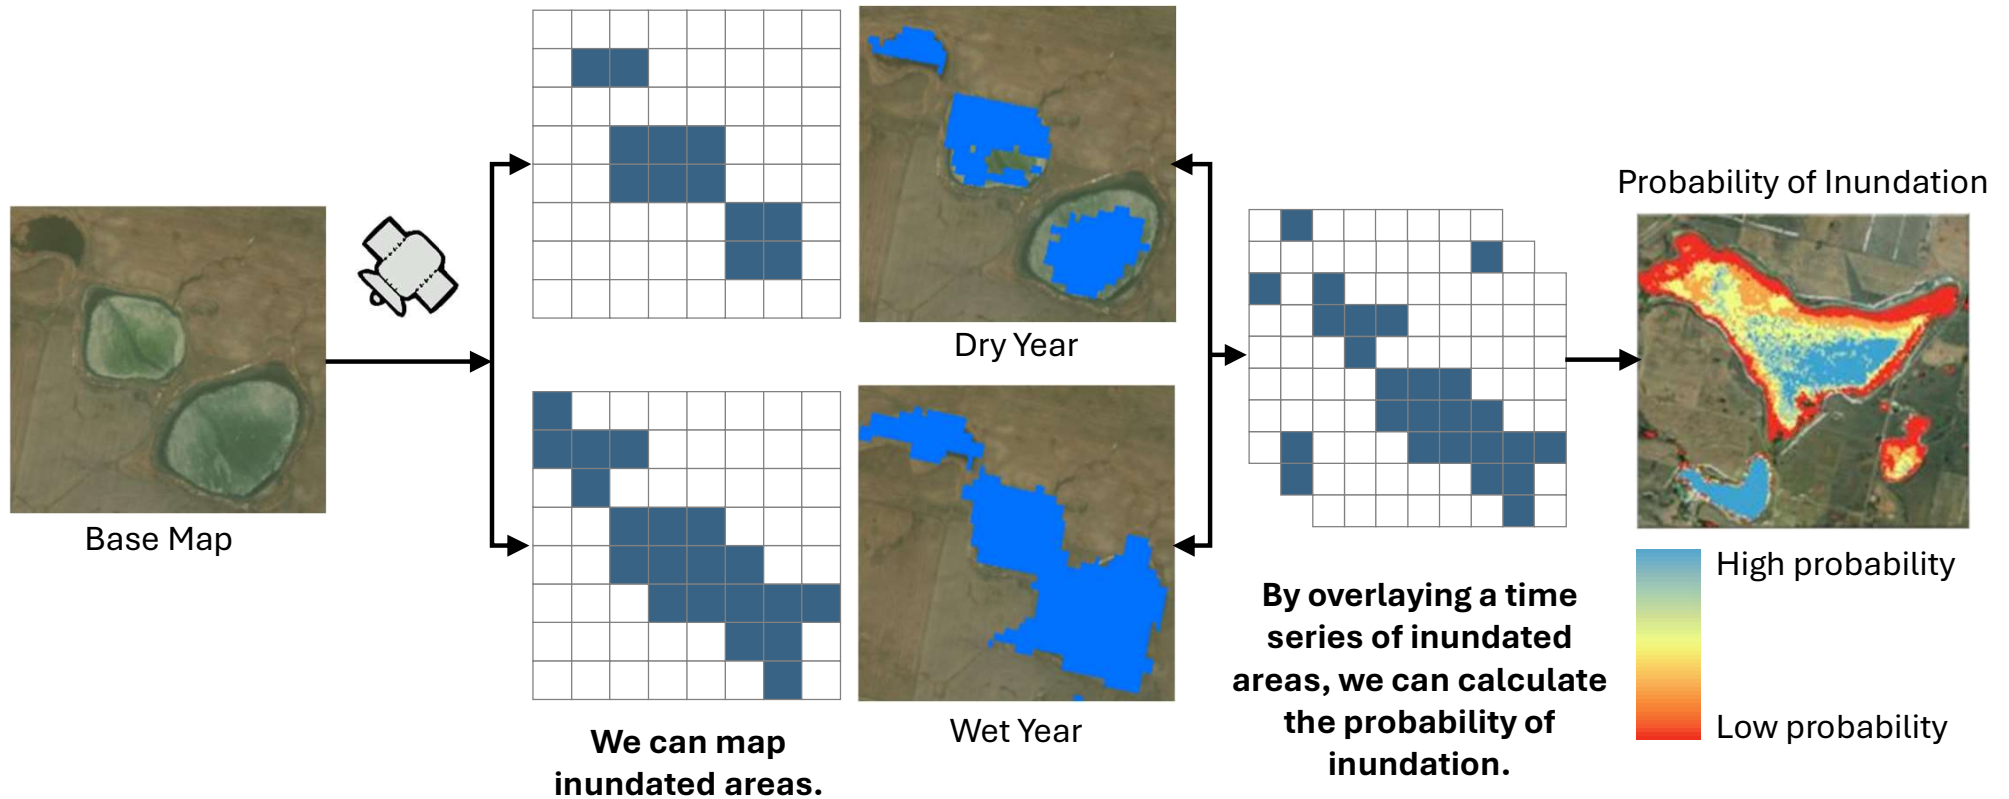 Base Map
We can map
inundated areas.
Dry Year
Wet Year
By overlaying a time
series of inundated
areas, we can calculate
the probability of
inundation.
Probability of Inundation
High probability
Low probability